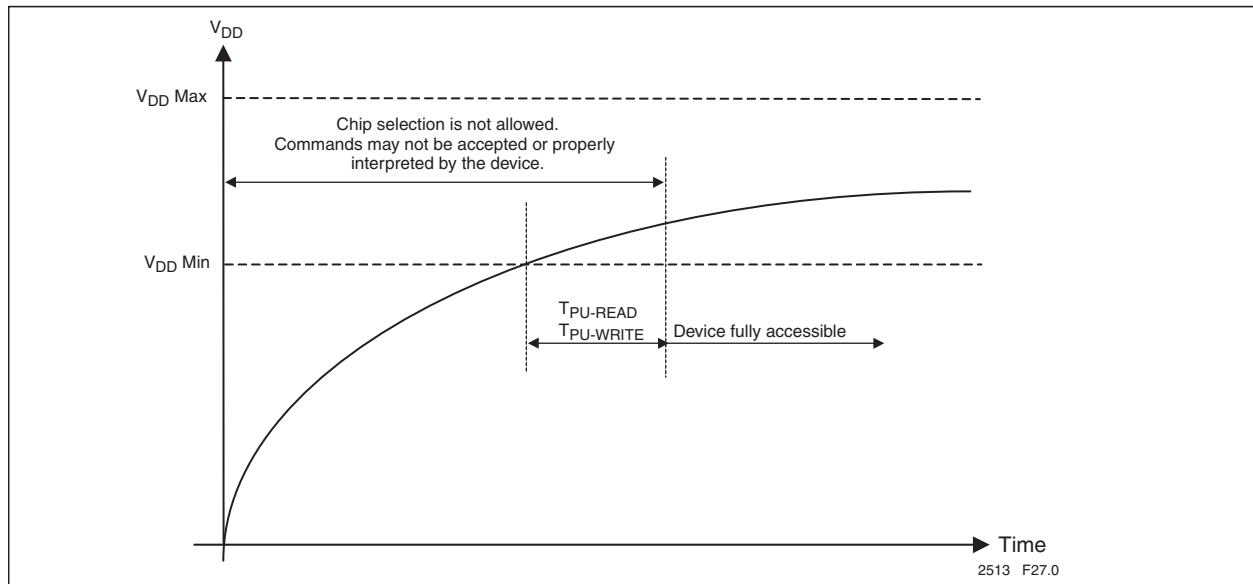 VDD
VDD Max
Chip selection is not allowed.
Commands may not be accepted or properly
interpreted by the device.
VDD Min
TPU-READ
TPU-WRITE
Device fully accessible
Time
2513 F27.0